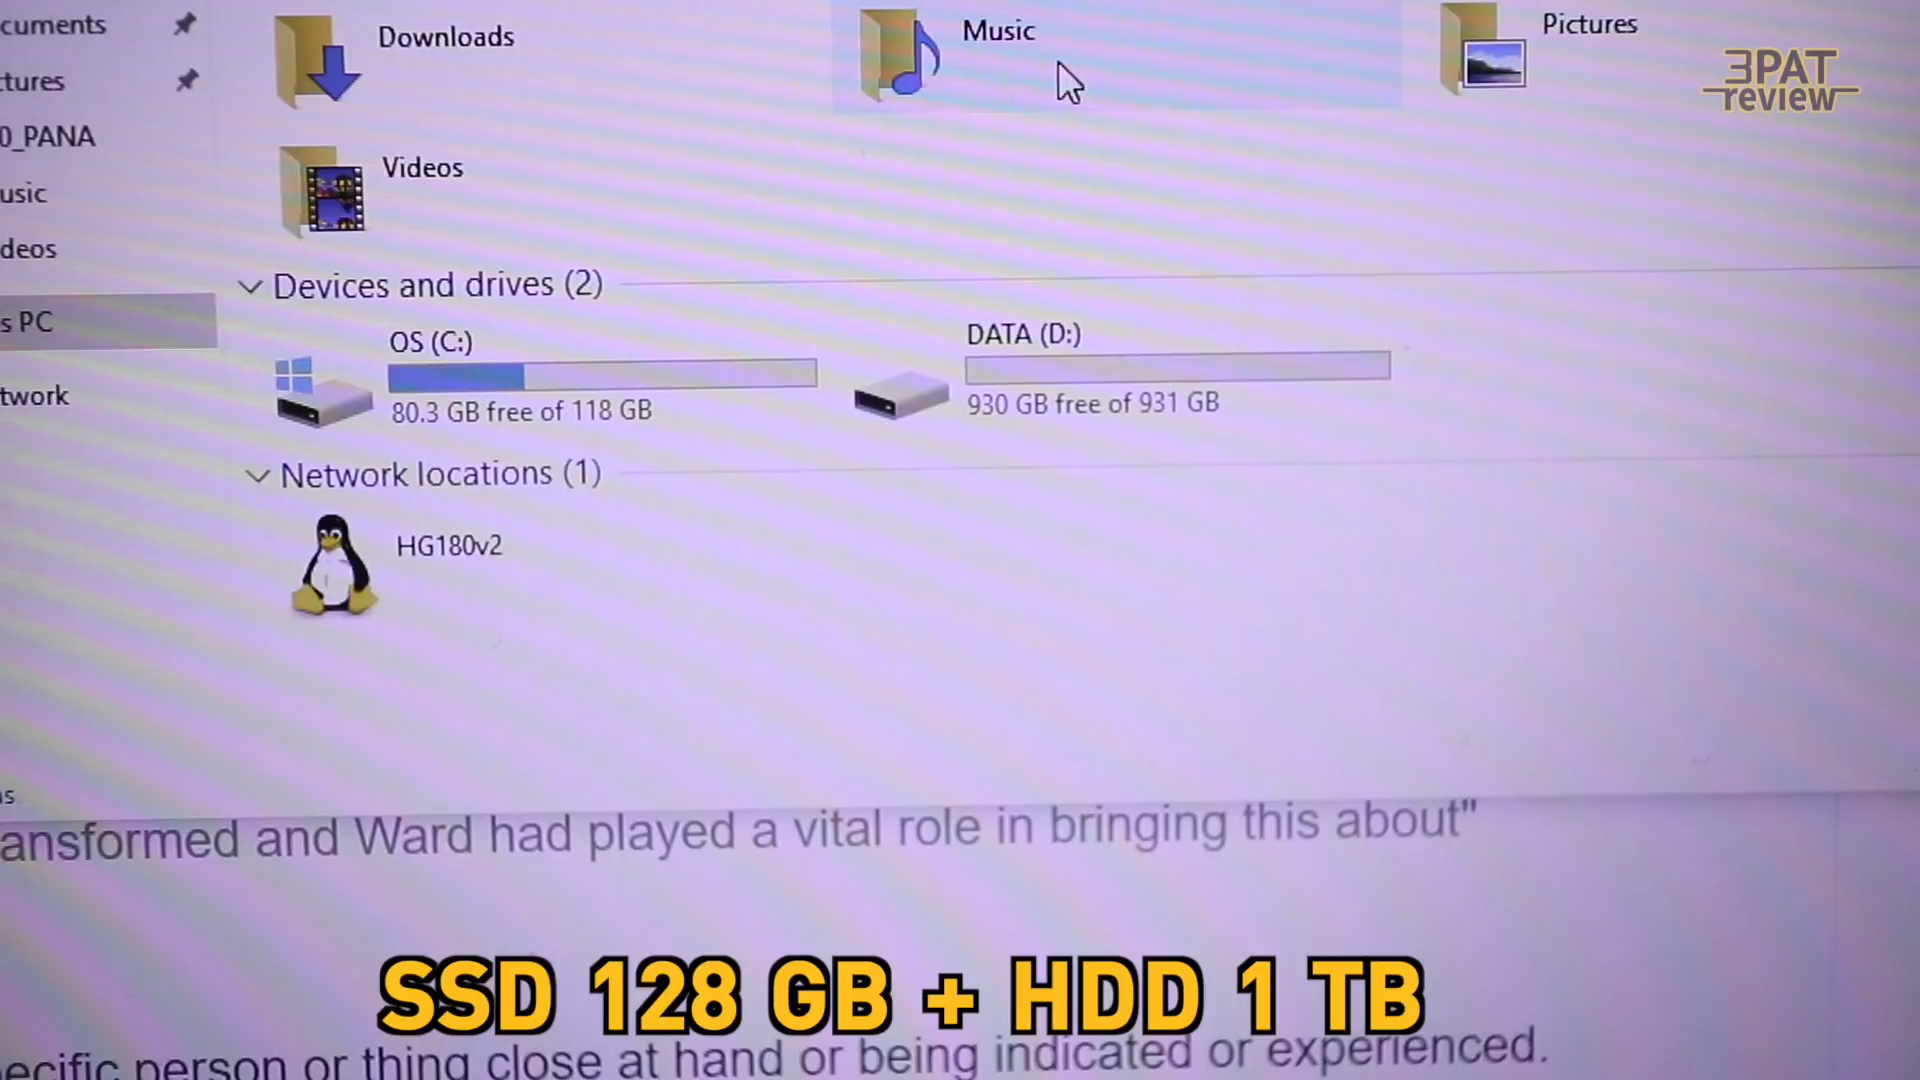 cuments
Downloads
Music
Pictures
3PAT
review
tures
0_PANA
Videos
usic
deos
Devices and drives (2)
s PC
OS (C:)
DATA (D:)
twork
80.3 GB free of 118 GB
930 GB free of 931 GB
Network locations (1)
HG180v2
ns
ansformed and Ward had played a vital role in bringing this about"
SSD 128 GB + HDD 1 TB
ecific person or thing close at hand or being indicated or experienced.